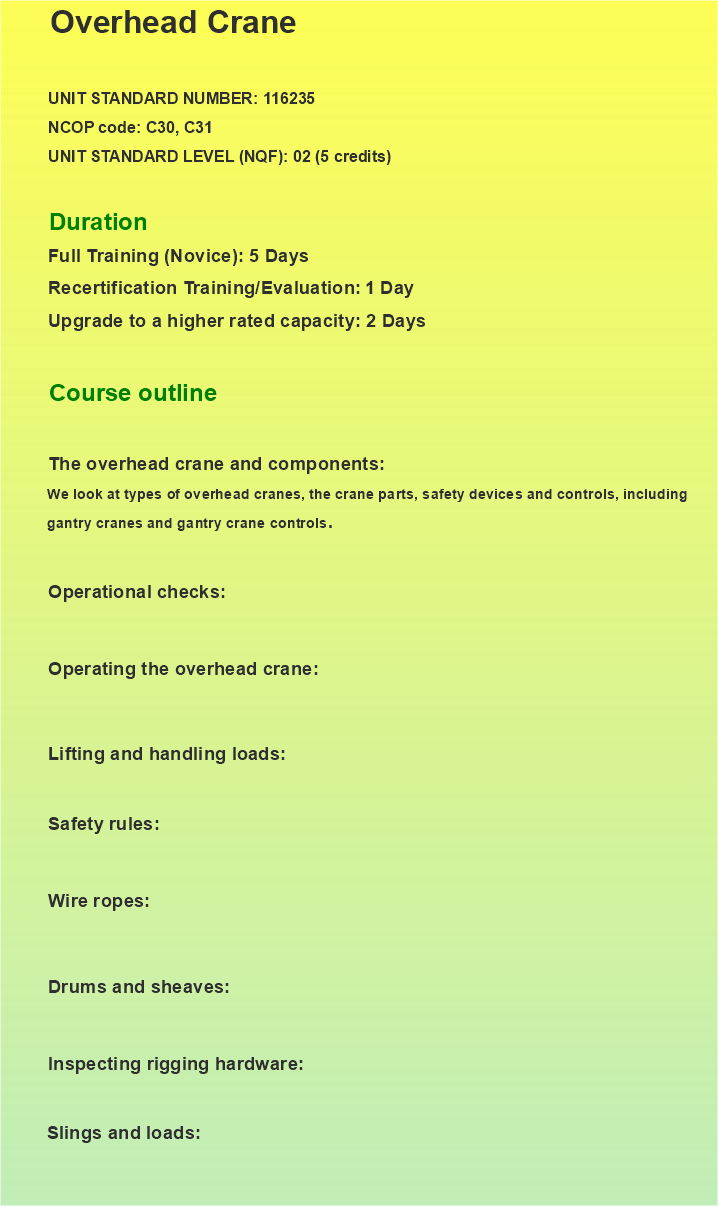 Overhead Crane
UNIT STANDARD NUMBER: 116235
NCOP code: C30, C31
UNIT STANDARD LEVEL (NQF): 02 (5 credits)
Duration
Full Training (Novice): 5 Days
Recertification Training/Evaluation: 1 Day
Upgrade to a higher rated capacity: 2 Days
Course outline
The overhead crane and components:
We look at types of overhead cranes, the crane parts, safety devices and controls, including
gantry cranes and gantry crane controls.
Operational checks:
Operating the overhead crane:
Lifting and handling loads:
Safety rules:
Wire ropes:
Drums and sheaves:
Inspecting rigging hardware:
Slings and loads: